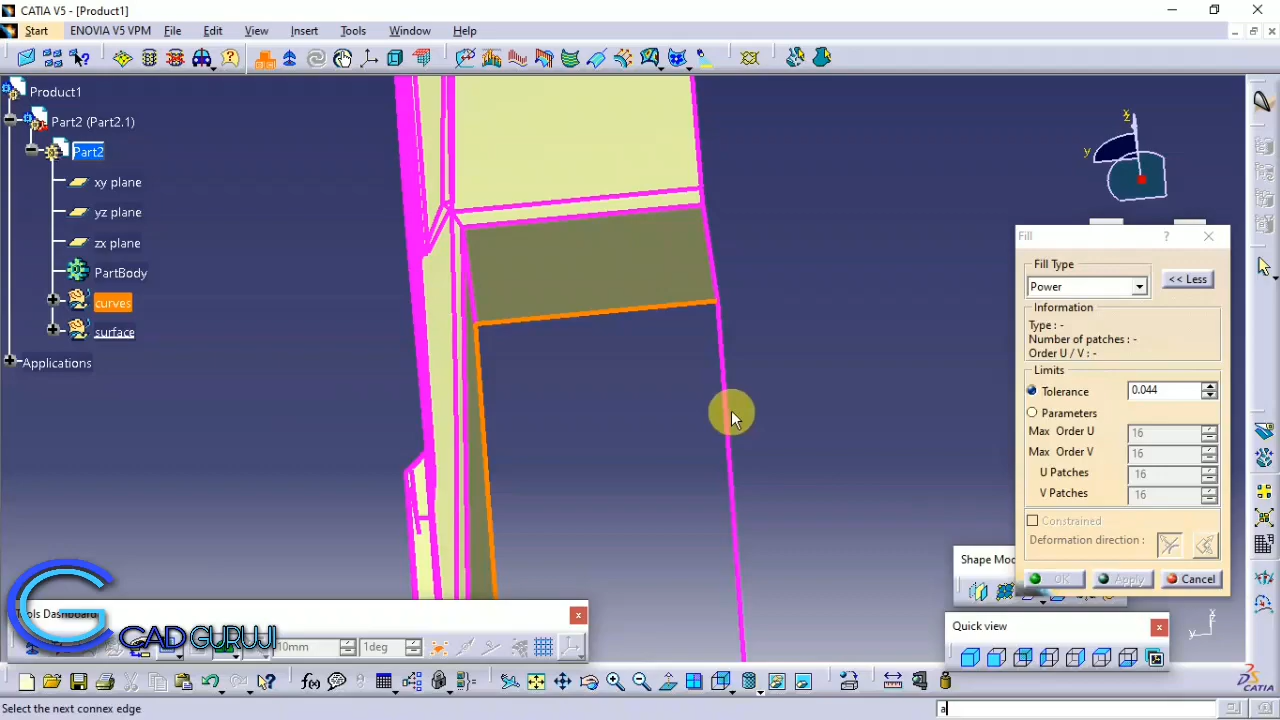 CATIA V5 - [Product1]
Start ENOVIA V5 VPM File Edit View Insert Tools Window Help
Product1
Part2 (Part2.1)
Part2
xy plane
yz plane
zx plane
PartBody
curves
surface
Applications
x
z
y
Fill ?
Fill Type
Power << Less
Information
Type : -
Number of patches : -
Order U / V : -
Limits
Tolerance 0.044
Parameters
Max Order U 16
Max Order V 16
U Patches 16
V Patches 16
Constrained
Deformation direction :
OK Apply Cancel
Shape Mod
Tools Dashboard
10mm 1deg
CAD GURUJI
Quick view
f(x)
CATIA
Select the next connex edge
a